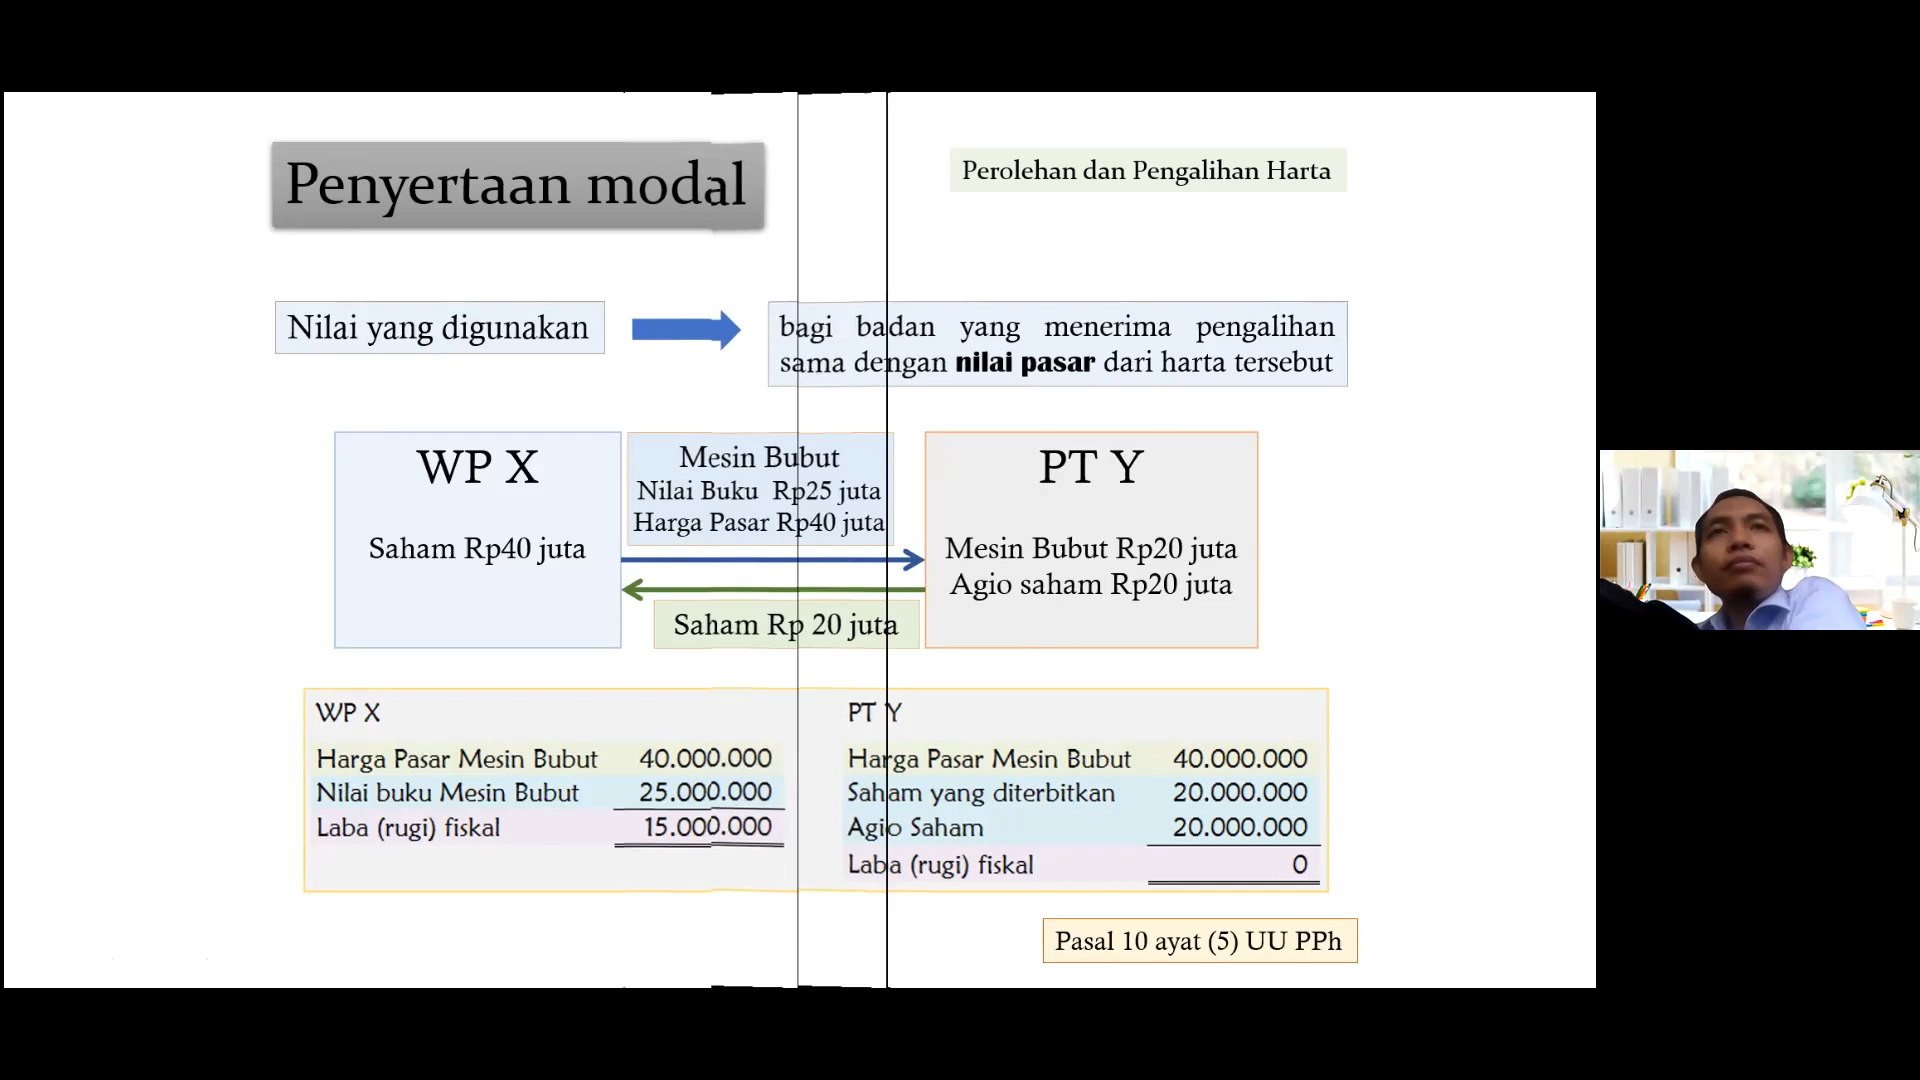 Penyertaan modal
Perolehan dan Pengalihan Harta
Nilai yang digunakan
bagi badan yang menerima pengalihan
sama dengan nilai pasar dari harta tersebut
WP X
Saham Rp40 juta
Mesin Bubut
Nilai Buku Rp25 juta
Harga Pasar Rp40 juta
Saham Rp 20 juta
PT Y
Mesin Bubut Rp20 juta
Agio saham Rp20 juta
WP X
Harga Pasar Mesin Bubut 40.000.000
Nilai buku Mesin Bubut 25.000.000
Laba (rugi) fiskal 15.000.000
PT Y
Harga Pasar Mesin Bubut 40.000.000
Saham yang diterbitkan 20.000.000
Agio Saham 20.000.000
Laba (rugi) fiskal 0
Pasal 10 ayat (5) UU PPh